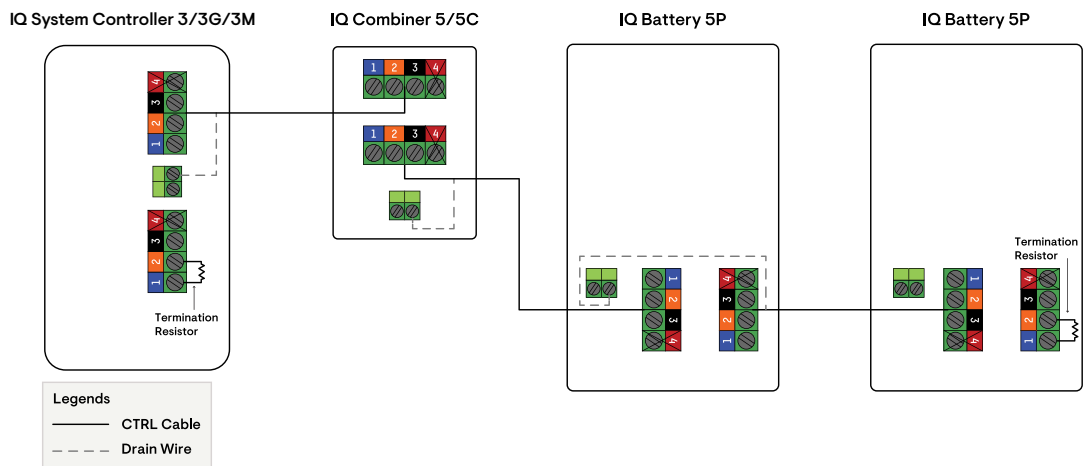 IQ System Controller 3/3G/3M
IQ Combiner 5/5C
IQ Battery 5P
IQ Battery 5P
4
3
2
1
4
3
2
1
Termination
Resistor
1 2 3 4
1 2 3 4
1
2
3
4
4
3
2
1
1
2
3
4
4
3
2
1
Termination
Resistor
Legends
CTRL Cable
Drain Wire